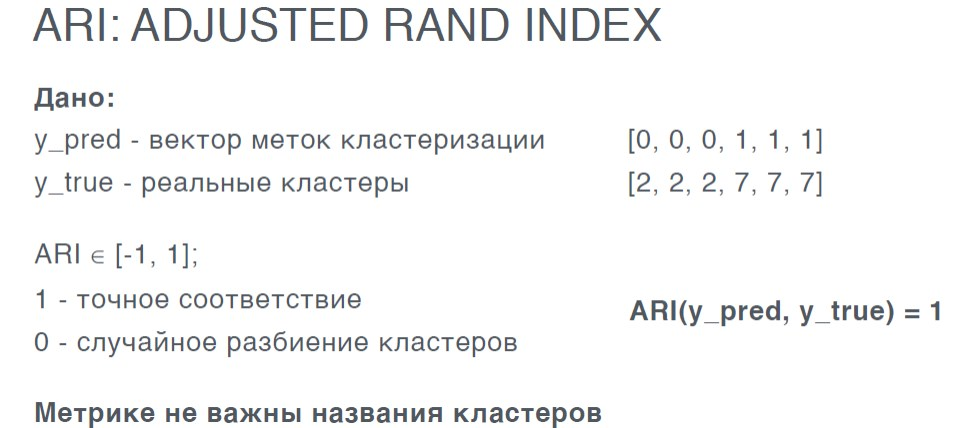 ARI: ADJUSTED RAND INDEX
Дано:
y_pred - вектор меток кластеризации [0, 0, 0, 1, 1, 1]
y_true - реальные кластеры [2, 2, 2, 7, 7, 7]
ARI ∈ [-1, 1];
1 - точное соответствие
ARI(y_pred, y_true) = 1
0 - случайное разбиение кластеров
Метрике не важны названия кластеров